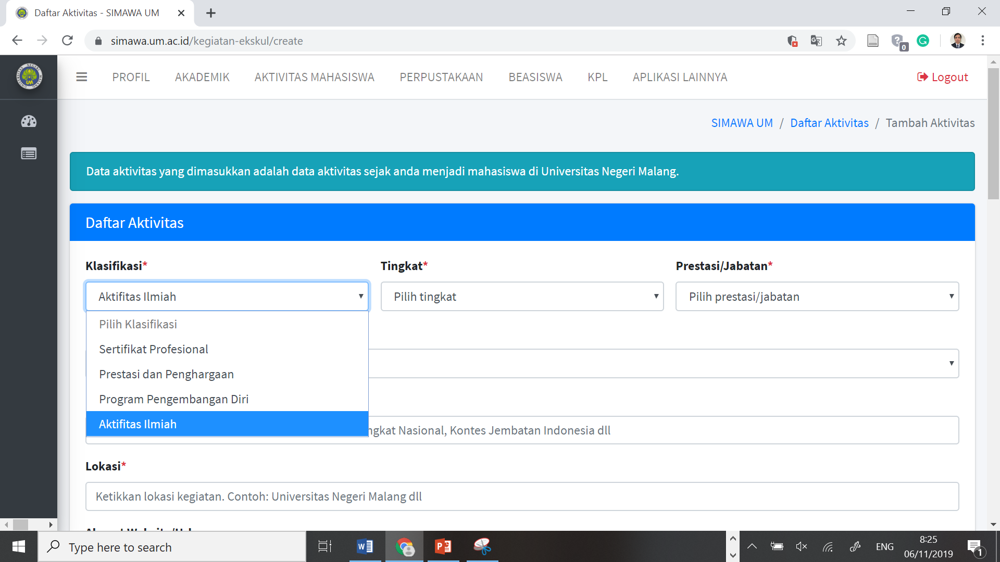 Daftar Aktivitas - SIMAWA UM
simawa.um.ac.id/kegiatan-ekskul/create
0
PROFIL AKADEMIK AKTIVITAS MAHASISWA PERPUSTAKAAN BEASISWA KPL APLIKASI LAINNYA Logout
SIMAWA UM / Daftar Aktivitas / Tambah Aktivitas
Data aktivitas yang dimasukkan adalah data aktivitas sejak anda menjadi mahasiswa di Universitas Negeri Malang.
Daftar Aktivitas
Klasifikasi* Tingkat* Prestasi/Jabatan*
Aktifitas Ilmiah Pilih tingkat Pilih prestasi/jabatan
Pilih Klasifikasi
Sertifikat Profesional
Prestasi dan Penghargaan
Program Pengembangan Diri
Aktifitas Ilmiah
ngkat Nasional, Kontes Jembatan Indonesia dll
Lokasi*
Ketikkan lokasi kegiatan. Contoh: Universitas Negeri Malang dll
Type here to search
ENG
8:25
06/11/2019
1